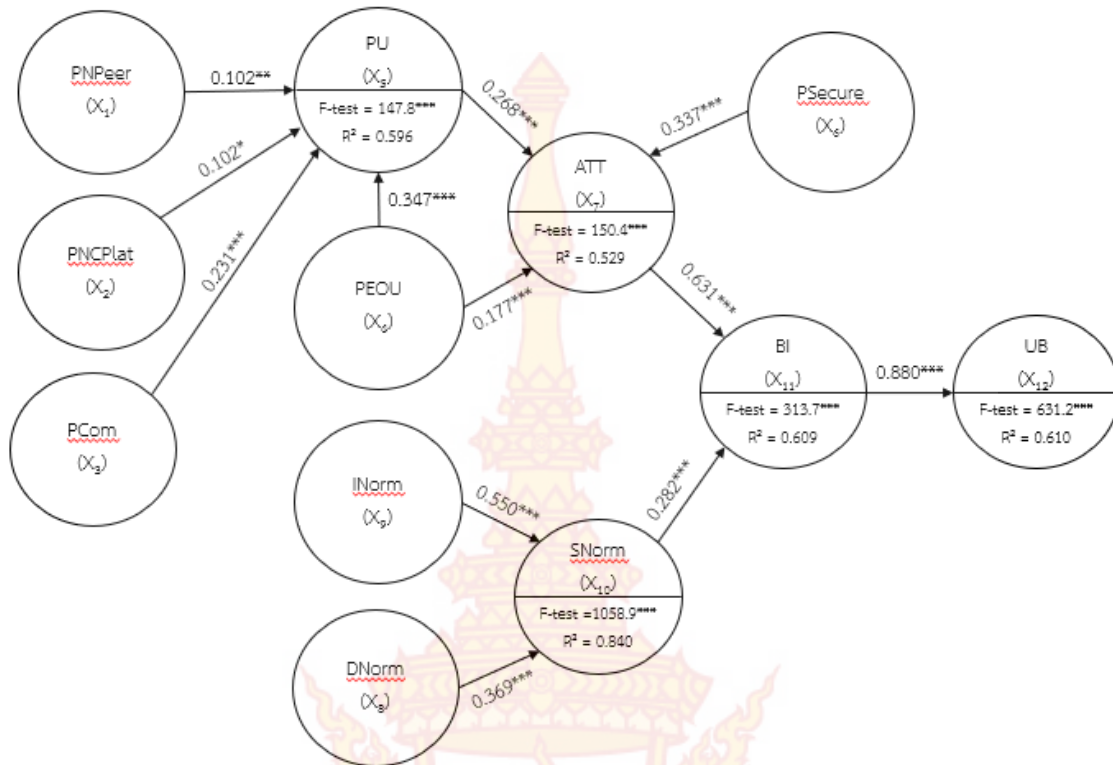 PNPeer
(X₁)
0.102**
PU
(X₅)
F-test = 147.8***
R² = 0.596
0.268***
PSecure
(X₆)
0.337***
ATT
(X₇)
F-test = 150.4***
R² = 0.529
PNCPlat
(X₂)
0.102*
0.347***
PEOU
(X₆)
0.177***
PCom
(X₃)
0.231***
0.631***
BI
(X₁₁)
F-test = 313.7***
R² = 0.609
0.880***
UB
(X₁₂)
F-test = 631.2***
R² = 0.610
INorm
(X₉)
0.550***
0.282***
SNorm
(X₁₀)
F-test =1058.9***
R² = 0.840
DNorm
(X₈)
0.369***